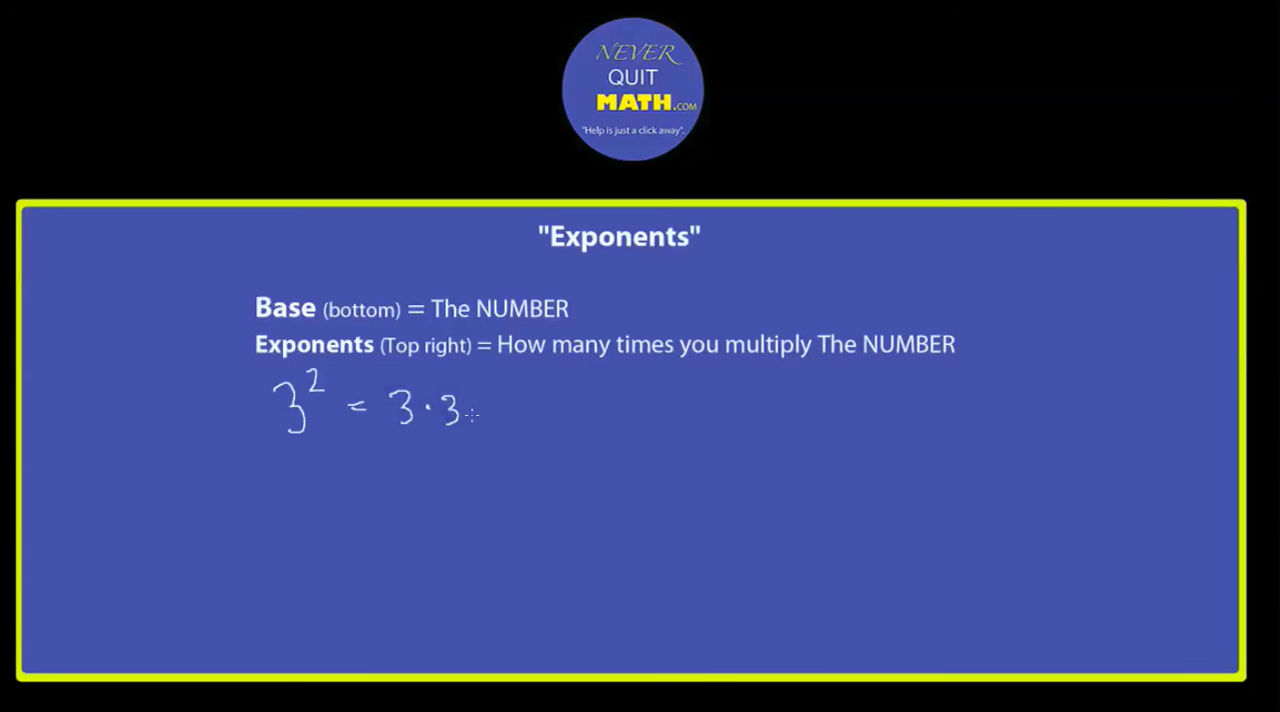 NEVER
QUIT
MATH.COM
"Help is just a click away".
"Exponents"
Base (bottom) = The NUMBER
Exponents (Top right) = How many times you multiply The NUMBER
3² = 3 · 3